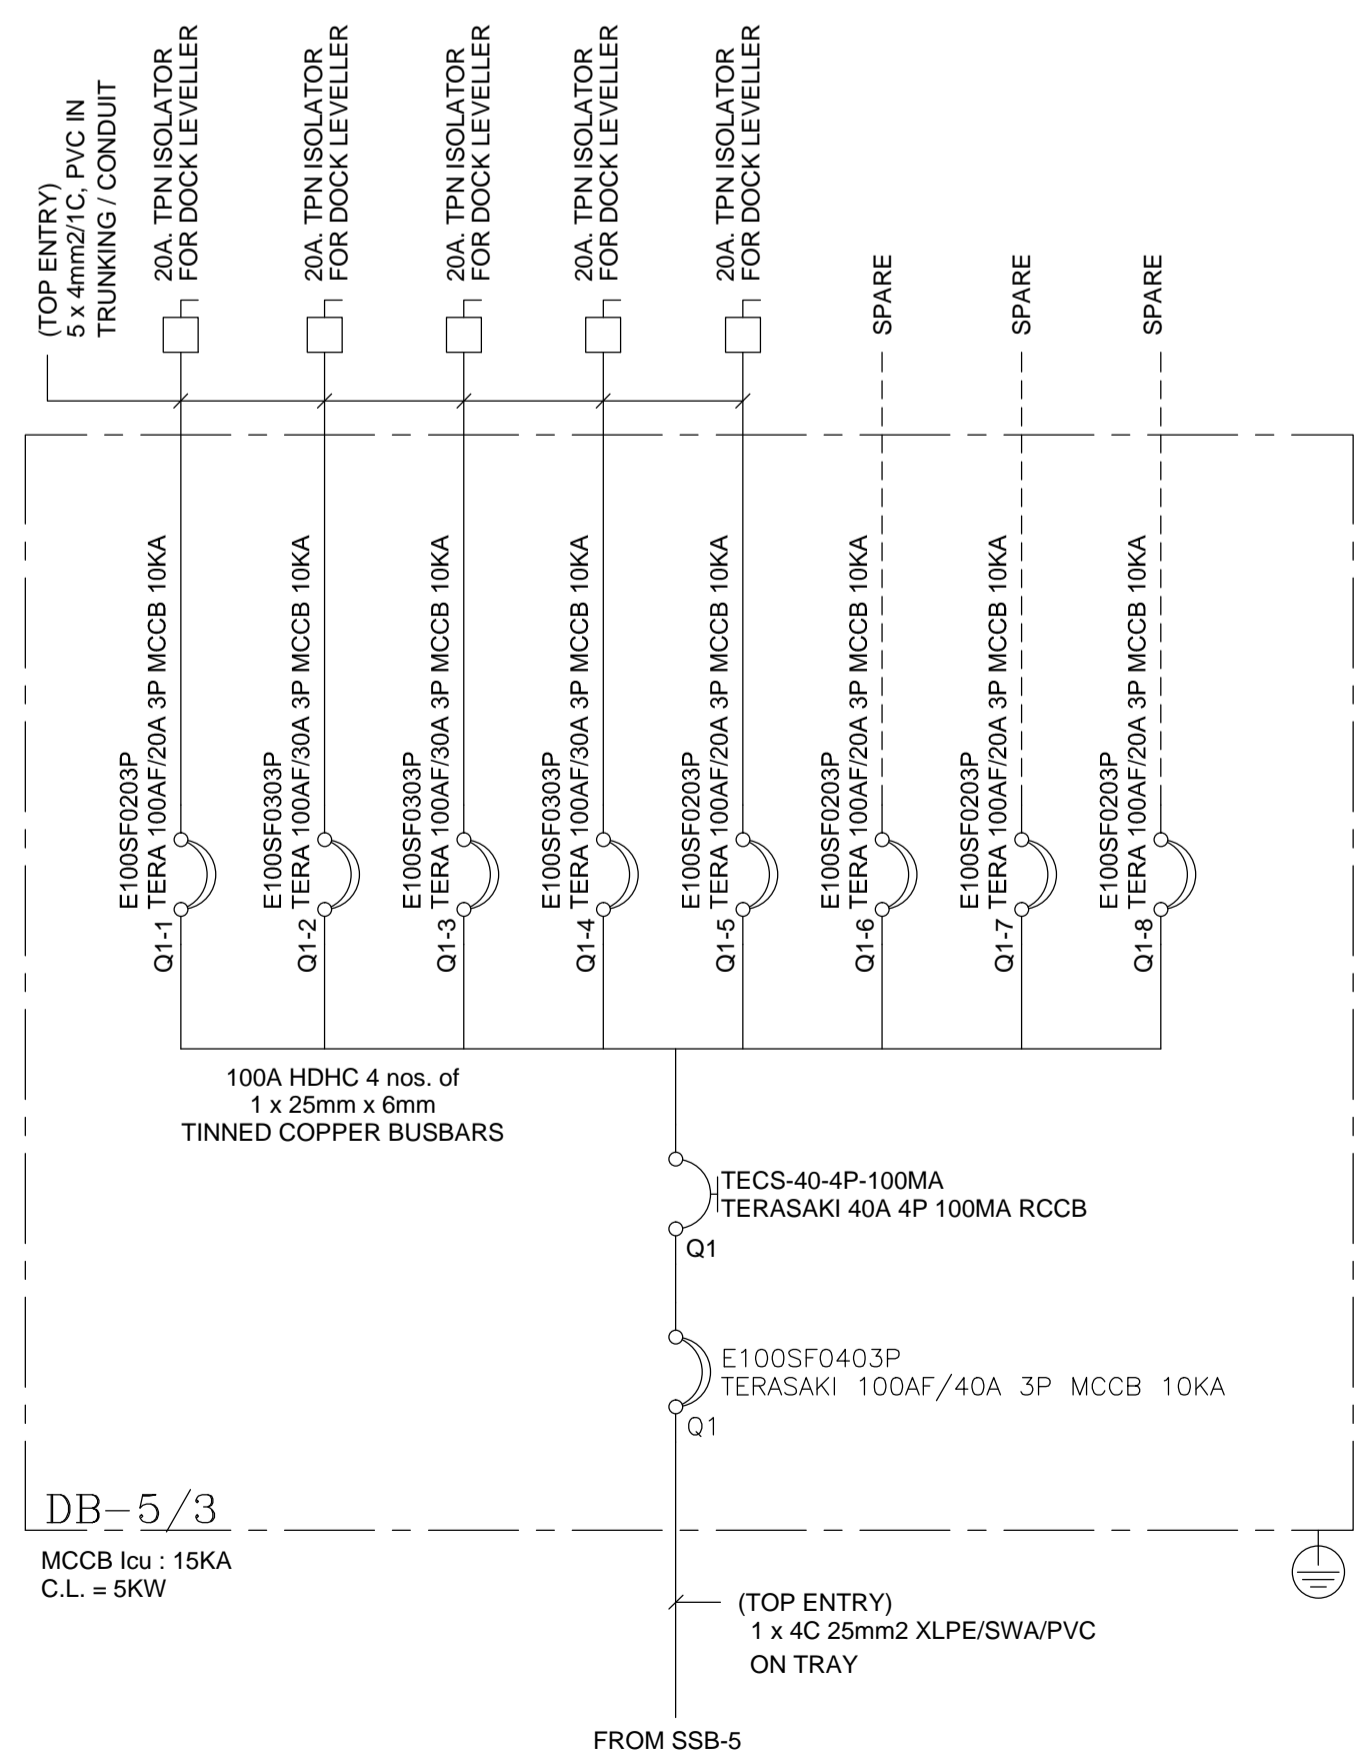 (TOP ENTRY)
5 x 4mm2/1C, PVC IN
TRUNKING / CONDUIT
20A. TPN ISOLATOR
FOR DOCK LEVELLER
20A. TPN ISOLATOR
FOR DOCK LEVELLER
20A. TPN ISOLATOR
FOR DOCK LEVELLER
20A. TPN ISOLATOR
FOR DOCK LEVELLER
20A. TPN ISOLATOR
FOR DOCK LEVELLER
SPARE
SPARE
SPARE
E100SF0203P
TERA 100AF/20A 3P MCCB 10KA
Q1-1
E100SF0303P
TERA 100AF/30A 3P MCCB 10KA
Q1-2
E100SF0303P
TERA 100AF/30A 3P MCCB 10KA
Q1-3
E100SF0303P
TERA 100AF/30A 3P MCCB 10KA
Q1-4
E100SF0203P
TERA 100AF/20A 3P MCCB 10KA
Q1-5
E100SF0203P
TERA 100AF/20A 3P MCCB 10KA
Q1-6
E100SF0203P
TERA 100AF/20A 3P MCCB 10KA
Q1-7
E100SF0203P
TERA 100AF/20A 3P MCCB 10KA
Q1-8
100A HDHC 4 nos. of
1 x 25mm x 6mm
TINNED COPPER BUSBARS
TECS-40-4P-100MA
TERASAKI 40A 4P 100MA RCCB
Q1
E100SF0403P
TERASAKI 100AF/40A 3P MCCB 10KA
Q1
DB-5/3
MCCB Icu : 15KA
C.L. = 5KW
(TOP ENTRY)
1 x 4C 25mm2 XLPE/SWA/PVC
ON TRAY
FROM SSB-5